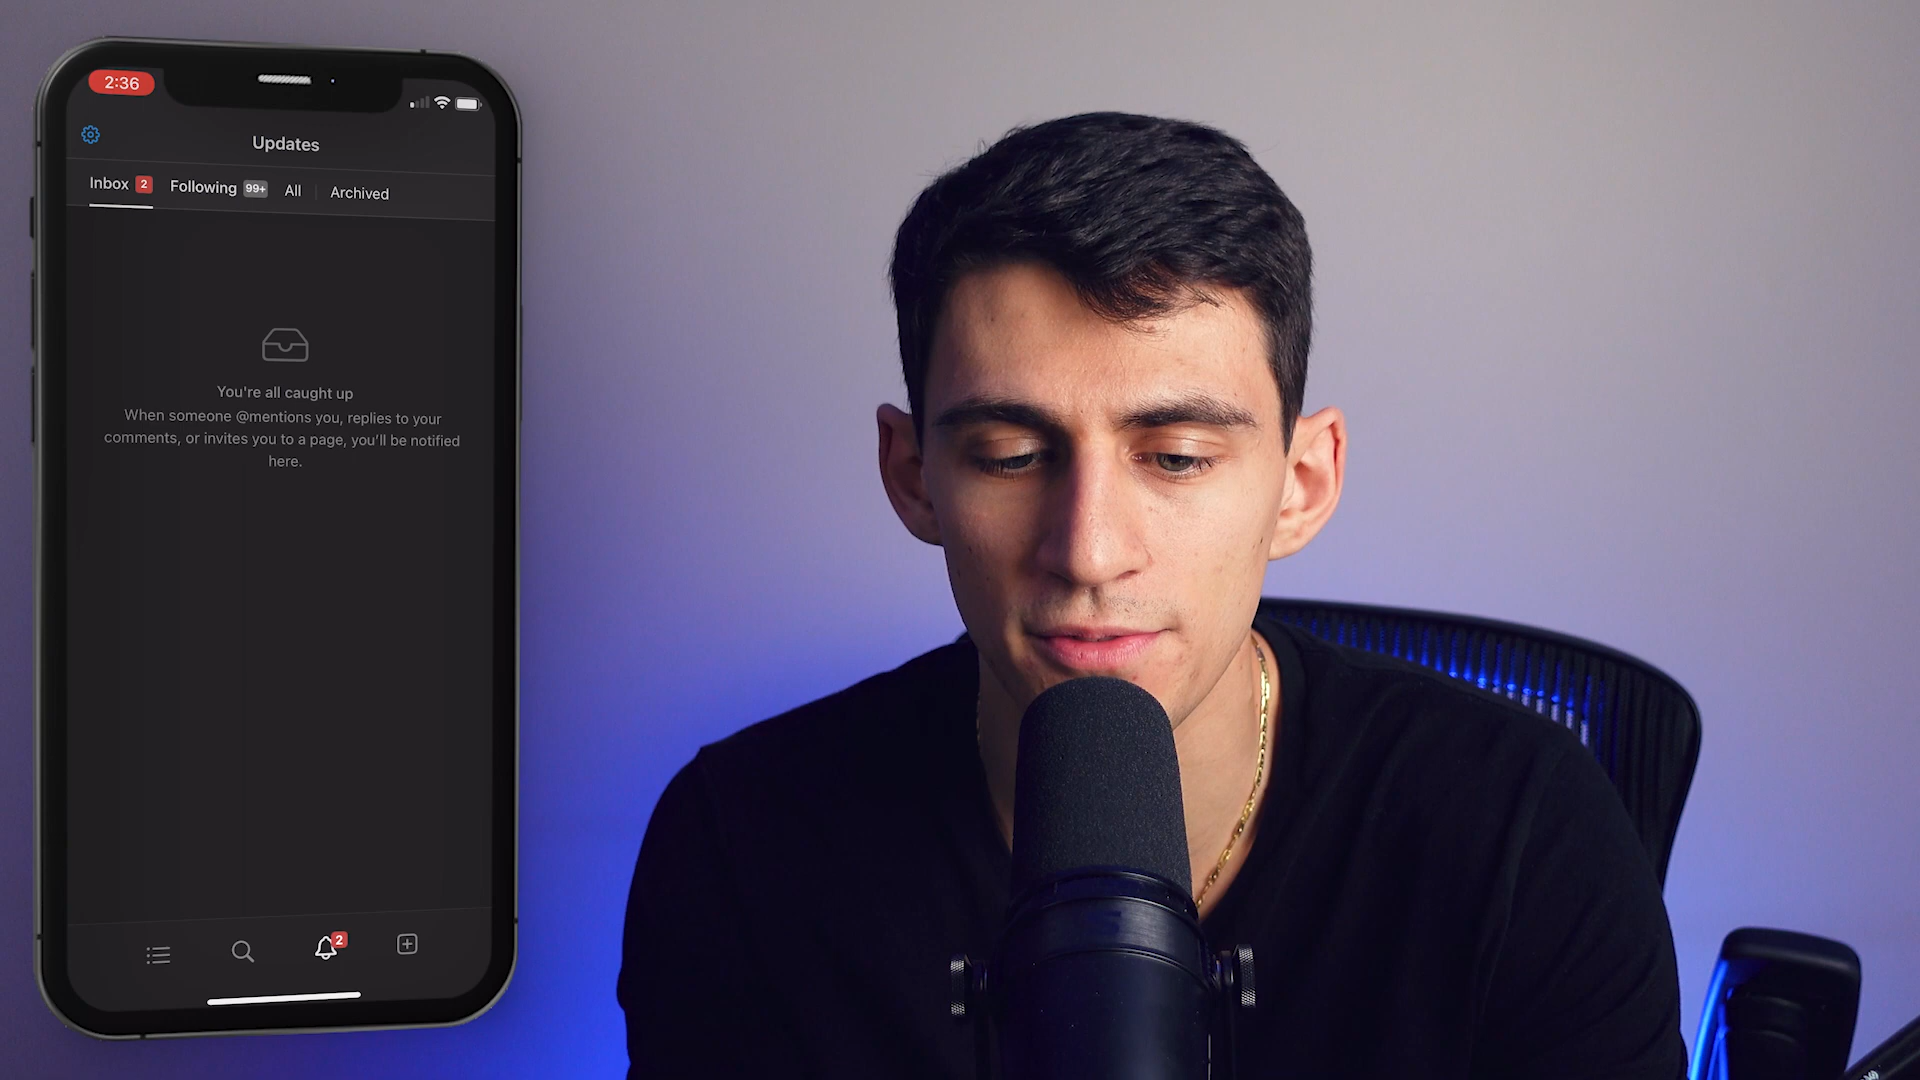 2:36
Updates
Inbox 2 Following 99+ All Archived
You're all caught up
When someone @mentions you, replies to your
comments, or invites you to a page, you'll be notified
here.
2